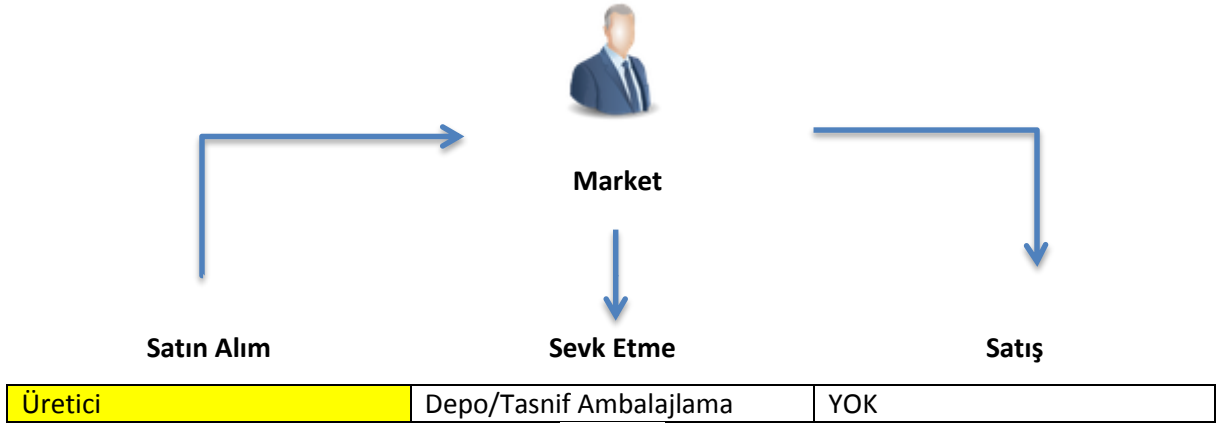 Market
Satın Alım Sevk Etme Satış
Üretici Depo/Tasnif Ambalajlama YOK